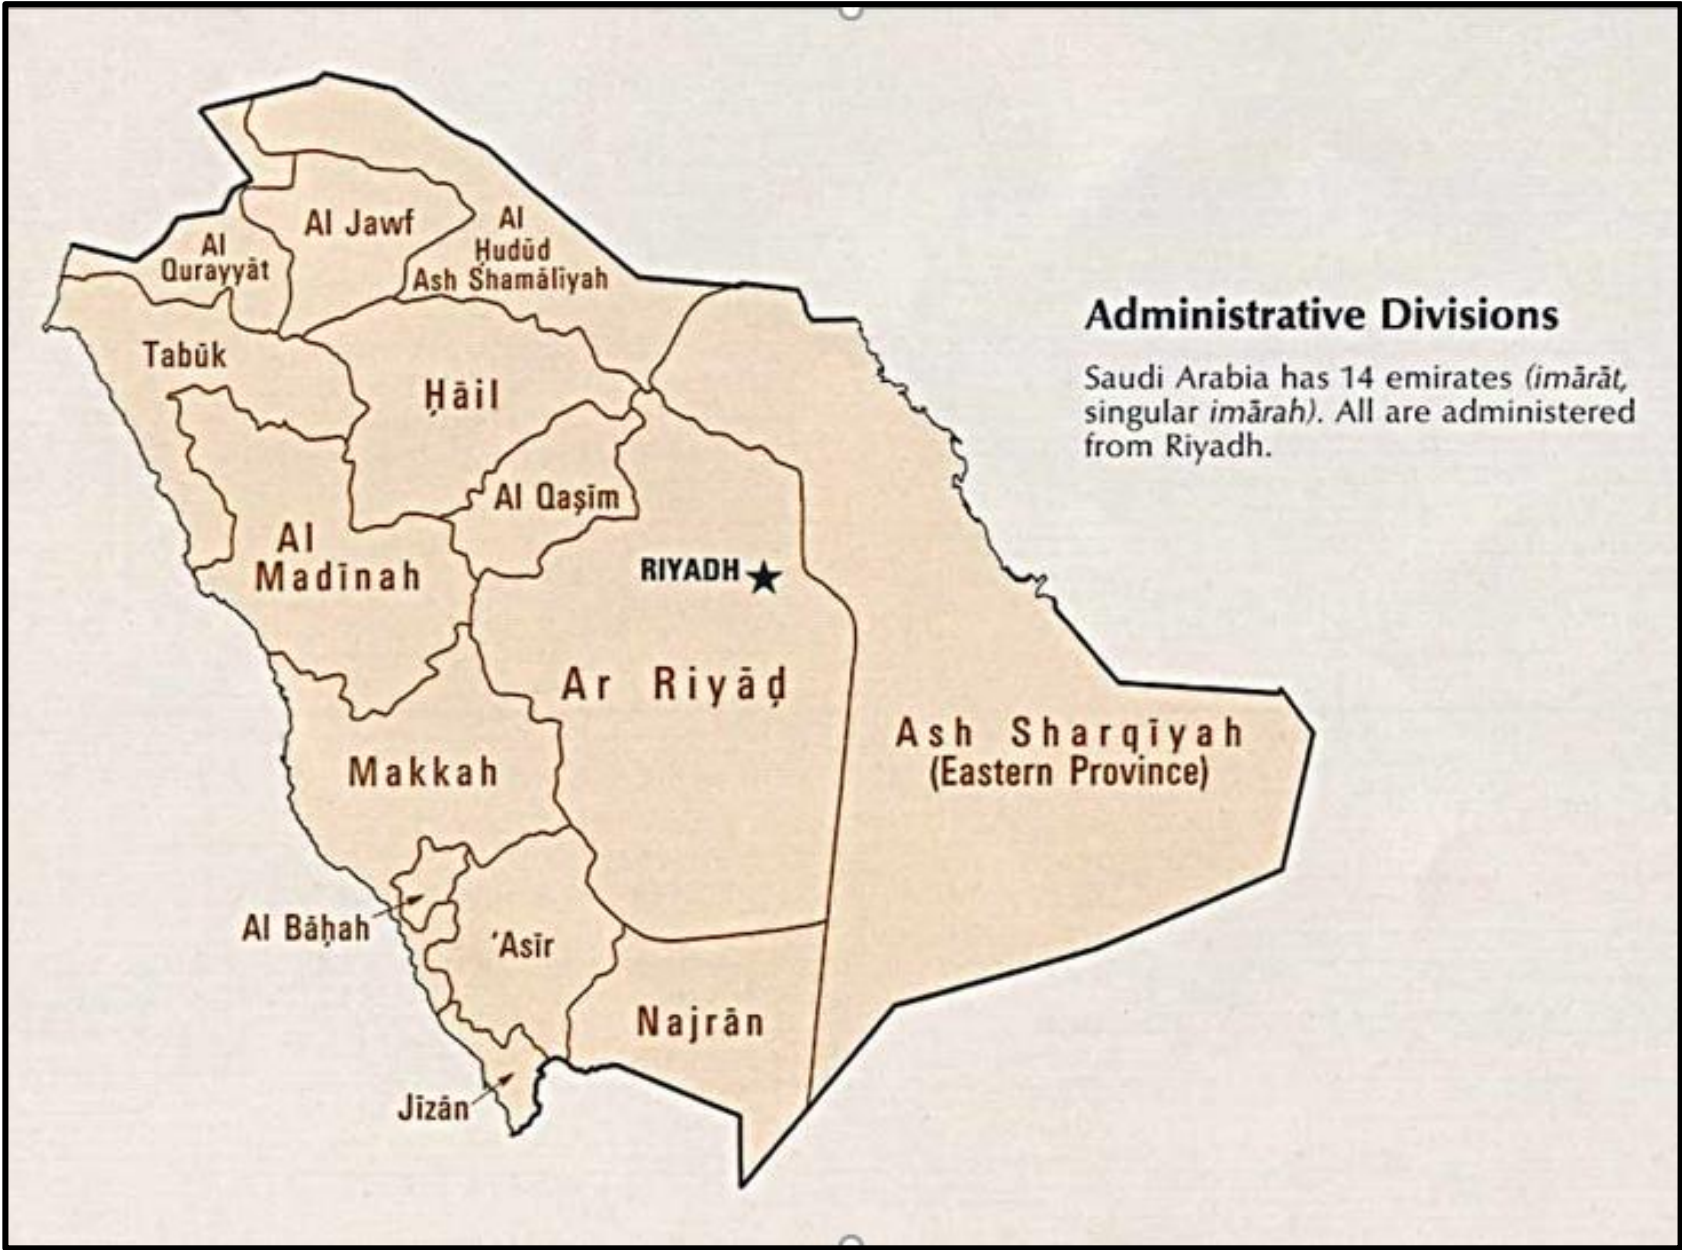 Al Jawf
Al
Ḥudūd
Ash Shamālīyah
Al
Qurayyāt
Tabūk
Ḥāil
Al Qaṣīm
Al
Madīnah
RIYADH
Ar Riyāḍ
Makkah
Ash Sharqīyah
(Eastern Province)
Al Bāḥah
'Asīr
Najrān
Jīzān
Administrative Divisions
Saudi Arabia has 14 emirates (imārāt,
singular imārah). All are administered
from Riyadh.